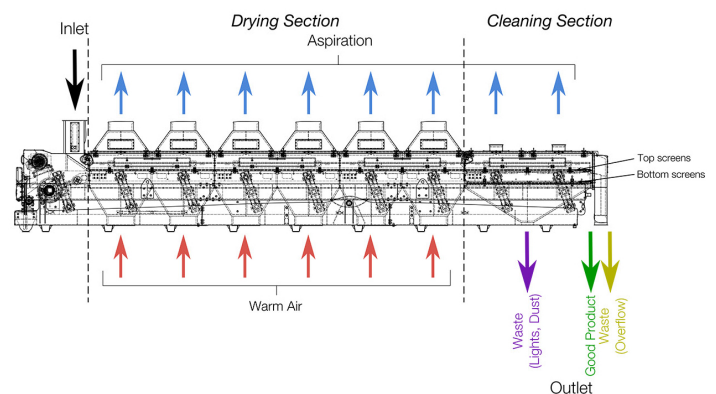 Drying Section
Cleaning Section
Inlet
Aspiration
Top screens
Bottom screens
Warm Air
Waste
(Lights, Dust)
Good Product
Waste
(Overflow)
Outlet